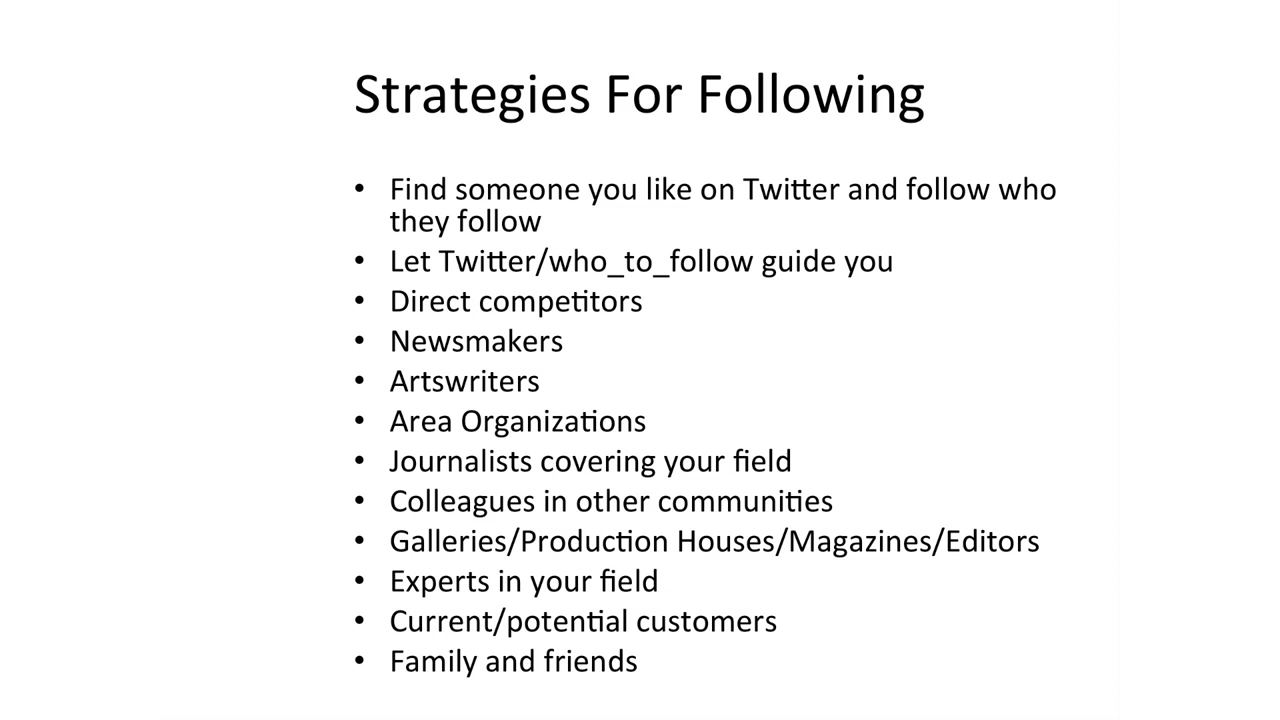 Strategies For Following
• Find someone you like on Twitter and follow who
they follow
• Let Twitter/who_to_follow guide you
• Direct competitors
• Newsmakers
• Artswriters
• Area Organizations
• Journalists covering your field
• Colleagues in other communities
• Galleries/Production Houses/Magazines/Editors
• Experts in your field
• Current/potential customers
• Family and friends